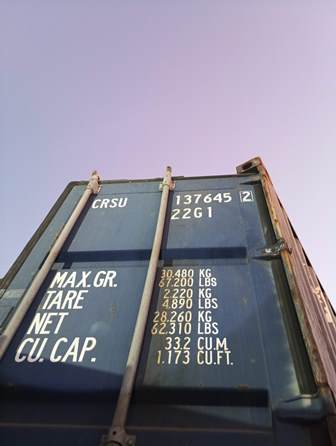 CRSU 137645 2
22G1
MAX.GR. 30.480 KG
67.200 LBS
TARE 2.220 KG
4.890 LBS
NET 28.260 KG
62.310 LBS
CU.CAP. 33.2 CU.M.
1.173 CU.FT.